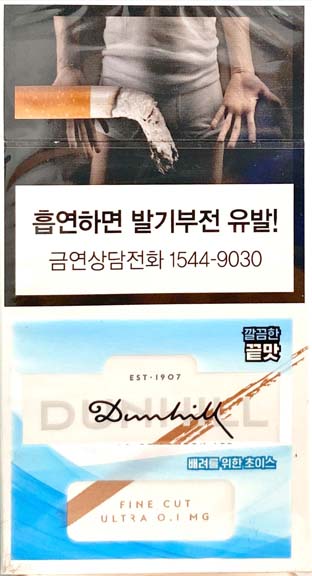 흡연하면 발기부전 유발!
금연상담전화 1544-9030
깔끔한
끝맛
EST·1907
DUNHILL
Dunhill
배려를 위한 초이스
FINE CUT
ULTRA 0.1 MG